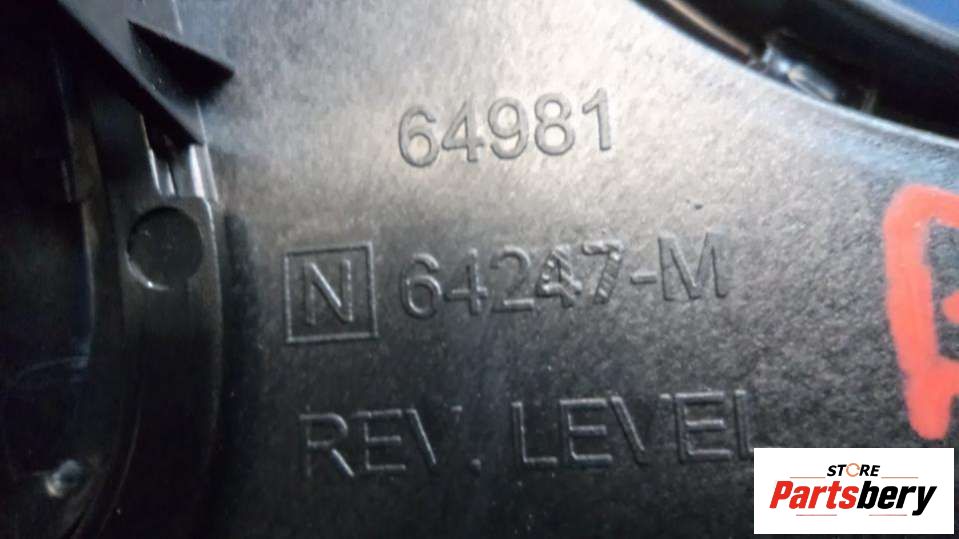 64981
N 64247-M
REV. LEVEL
STORE
Partsbery